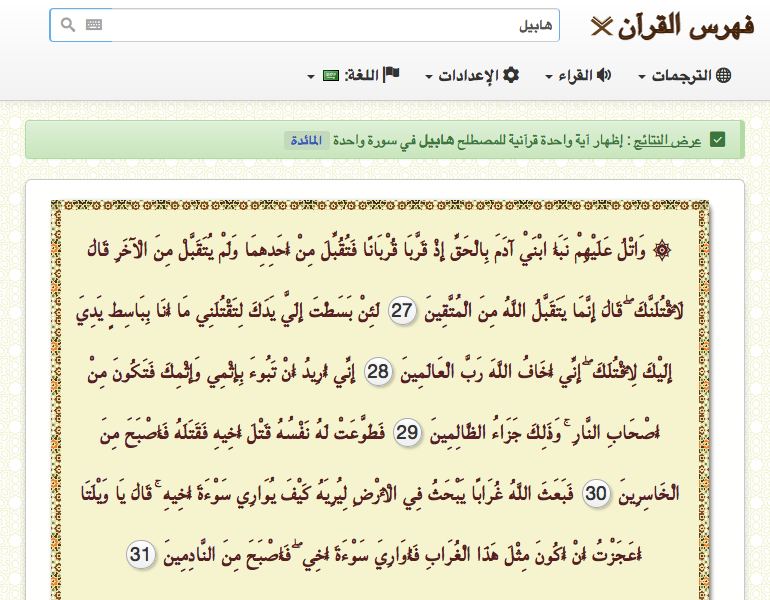 فهرس القرآن
هابيل
الترجمات
القراء
الإعدادات
اللغة:
عرض النتائج : إظهار آية واحدة قرآنية للمصطلح هابيل في سورة واحدة المائدة
۞ وَاتْلُ عَلَيْهِمْ نَبَأَ ابْنَيْ آدَمَ بِالْحَقِّ إِذْ قَرَّبَا قُرْبَانًا فَتُقُبِّلَ مِنْ أَحَدِهِمَا وَلَمْ يُتَقَبَّلْ مِنَ الْآخَرِ قَالَ
لَأَقْتُلَنَّكَ ۖ قَالَ إِنَّمَا يَتَقَبَّلُ اللَّهُ مِنَ الْمُتَّقِينَ 27 لَئِنْ بَسَطْتَ إِلَيَّ يَدَكَ لِتَقْتُلَنِي مَا أَنَا بِبَاسِطٍ يَدِيَ
إِلَيْكَ لِأَقْتُلَكَ ۖ إِنِّي أَخَافُ اللَّهَ رَبَّ الْعَالَمِينَ 28 إِنِّي أُرِيدُ أَنْ تَبُوءَ بِإِثْمِي وَإِثْمِكَ فَتَكُونَ مِنْ
أَصْحَابِ النَّارِ ۚ وَذَٰلِكَ جَزَاءُ الظَّالِمِينَ 29 فَطَوَّعَتْ لَهُ نَفْسُهُ قَتْلَ أَخِيهِ فَقَتَلَهُ فَأَصْبَحَ مِنَ
الْخَاسِرِينَ 30 فَبَعَثَ اللَّهُ غُرَابًا يَبْحَثُ فِي الْأَرْضِ لِيُرِيَهُ كَيْفَ يُوَارِي سَوْءَةَ أَخِيهِ ۚ قَالَ يَا وَيْلَتَا
أَعَجَزْتُ أَنْ أَكُونَ مِثْلَ هَٰذَا الْغُرَابِ فَأُوَارِيَ سَوْءَةَ أَخِي ۖ فَأَصْبَحَ مِنَ النَّادِمِينَ 31